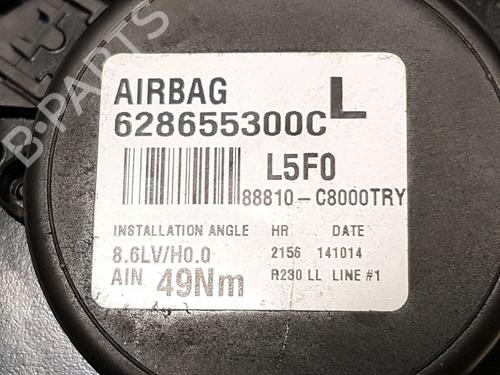 B-PARTS
AIRBAG L
628655300C
L5F0
88810-C8000TRY
INSTALLATION ANGLE HR DATE
8.6LV/H0.0 2156 141014
AIN 49Nm R230 LL LINE #1